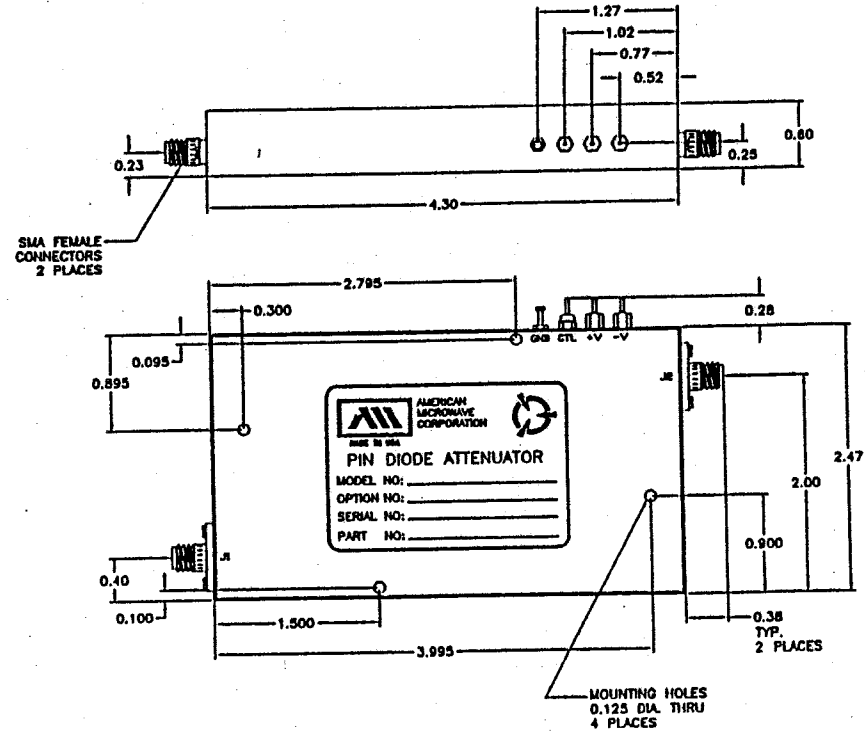 1.27
1.02
0.77
0.52
0.23
0.60
0.25
4.30
SMA FEMALE
CONNECTORS
2 PLACES
2.795
0.300
0.28
GND CTL +V -V
0.095
0.895
J2
AMERICAN
MICROWAVE
CORPORATION
MADE IN USA
PIN DIODE ATTENUATOR
MODEL NO:
OPTION NO:
SERIAL NO:
PART NO:
2.47
2.00
0.900
J1
0.40
0.100
1.500
3.995
0.38
TYP.
2 PLACES
MOUNTING HOLES
0.125 DIA. THRU
4 PLACES